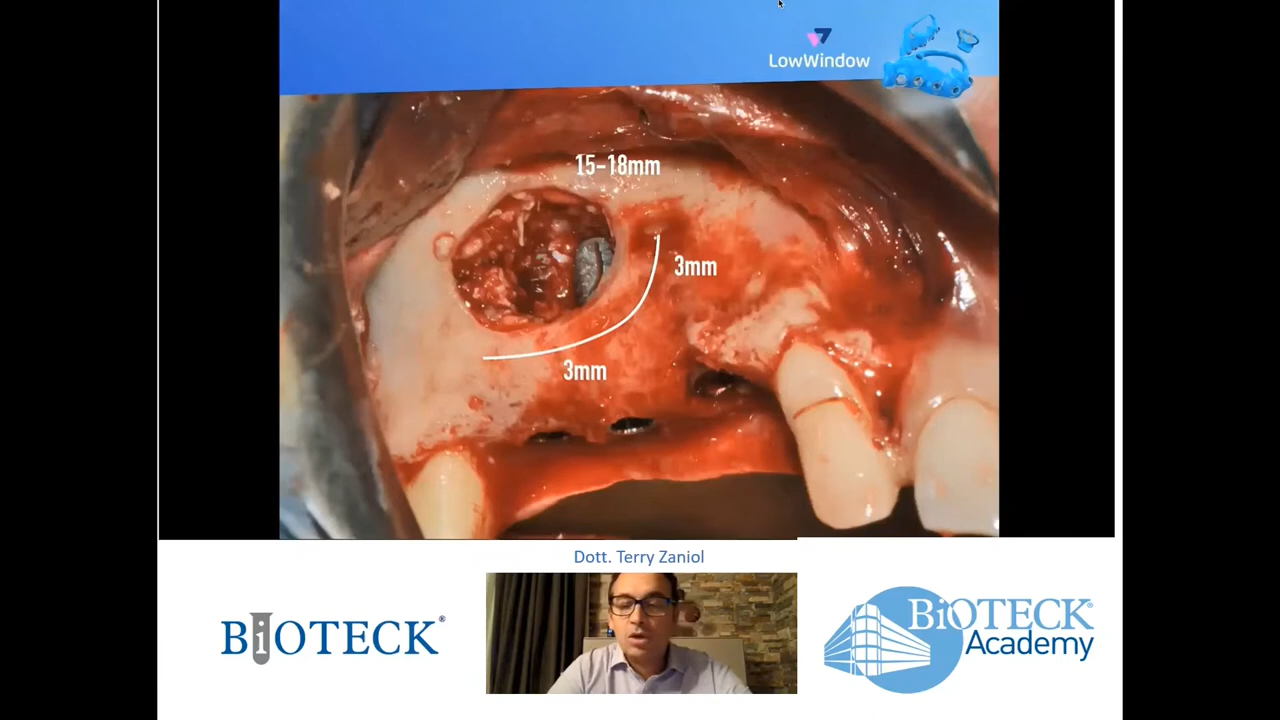 LowWindow
15-18mm
3mm
3mm
Dott. Terry Zaniol
BiOTECK®
BiOTECK®
Academy